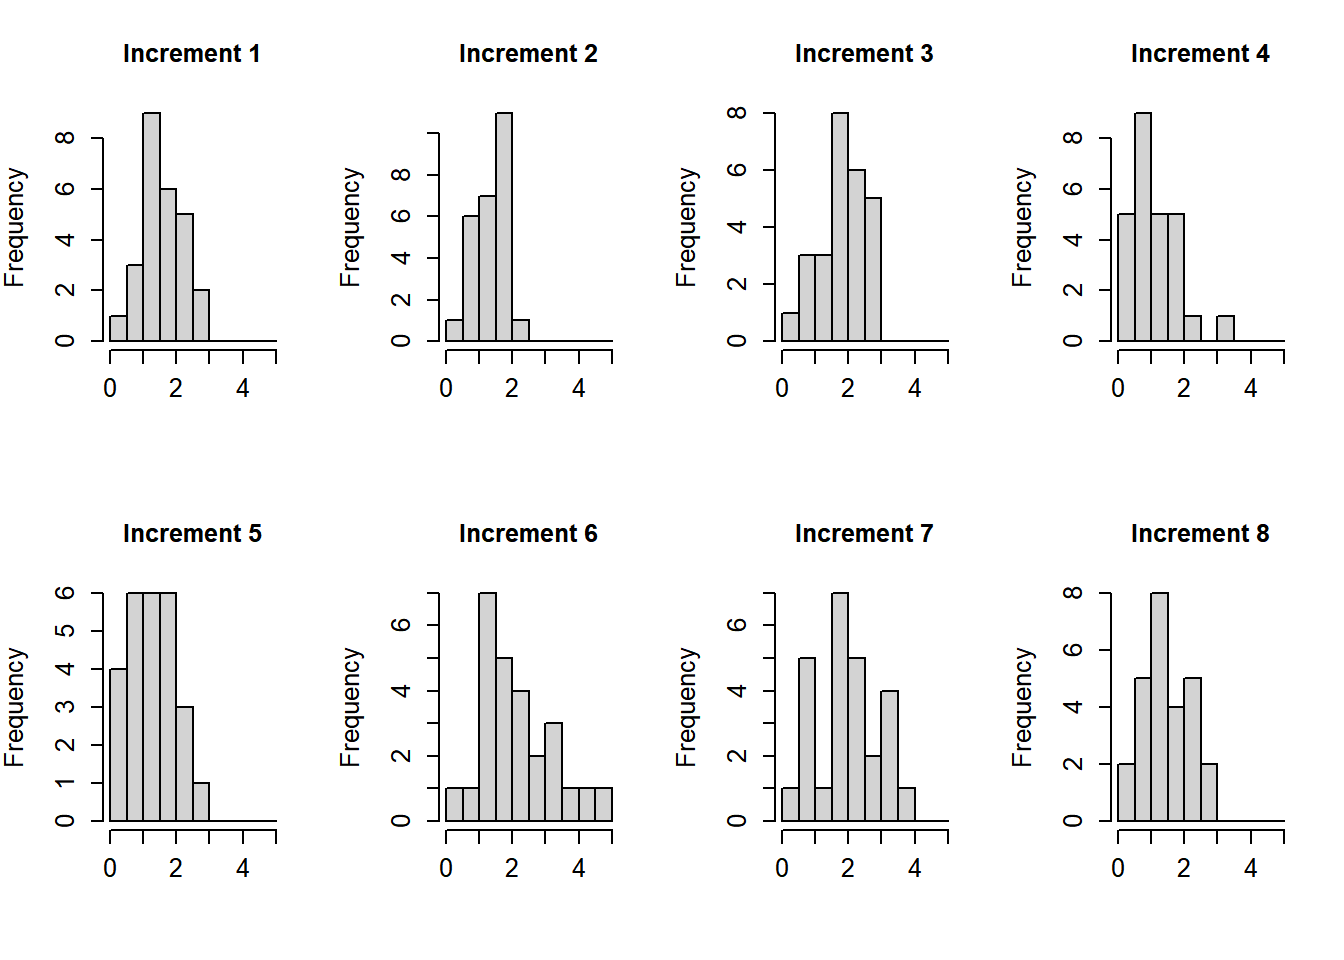 Increment 1
Frequency
0 2 4 6 8
0 2 4
Increment 2
Frequency
0 2 4 6 8
0 2 4
Increment 3
Frequency
0 2 4 6 8
0 2 4
Increment 4
Frequency
0 2 4 6 8
0 2 4
Increment 5
Frequency
0 1 2 3 4 5 6
0 2 4
Increment 6
Frequency
0 2 4 6
0 2 4
Increment 7
Frequency
0 2 4 6
0 2 4
Increment 8
Frequency
0 2 4 6 8
0 2 4